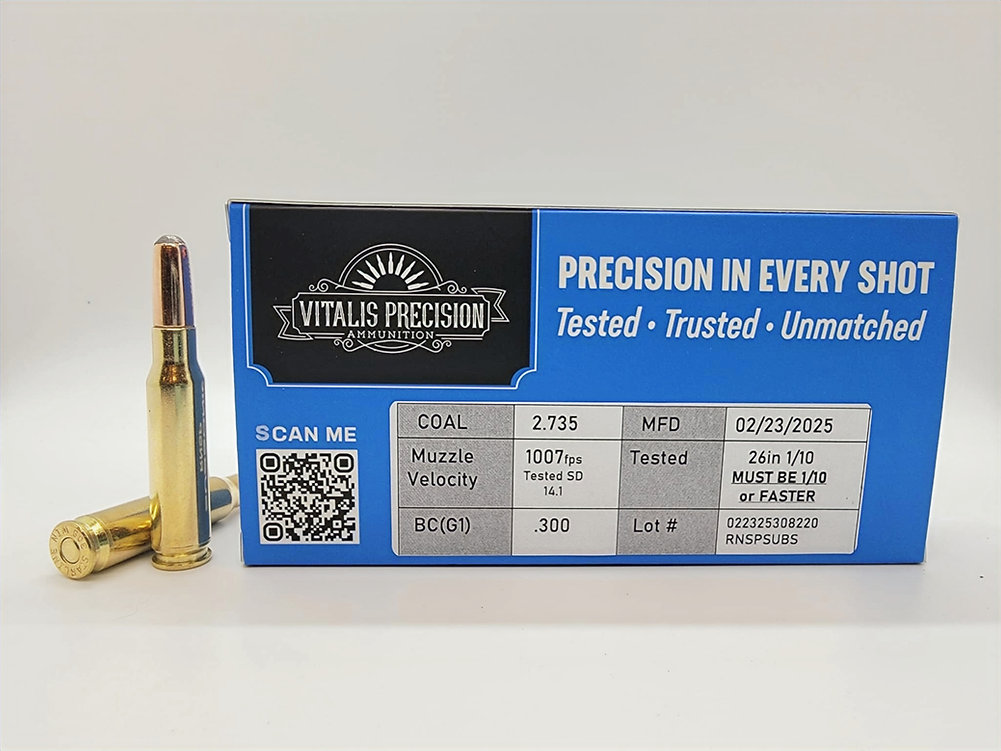 VITALIS PRECISION
AMMUNITION
PRECISION IN EVERY SHOT
Tested • Trusted • Unmatched
SCAN ME
COAL 2.735 MFD 02/23/2025
Muzzle Velocity 1007fps Tested SD 14.1 Tested 26in 1/10 MUST BE 1/10 or FASTER
BC(G1) .300 Lot # 022325308220 RNSPSUBS